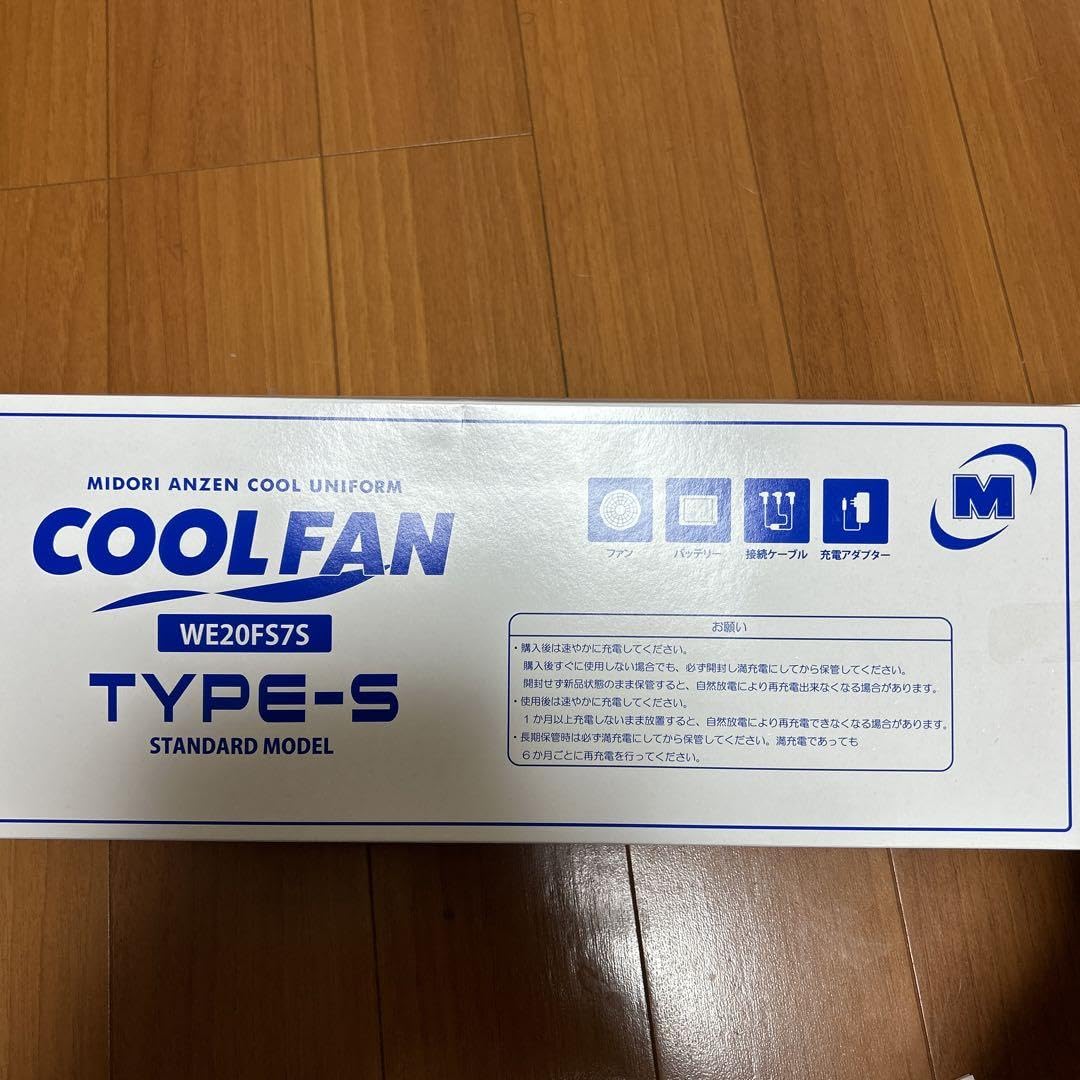 MIDORI ANZEN COOL UNIFORM
COOLFAN
WE20FS7S
TYPE-S
STANDARD MODEL
ファン
バッテリー
接続ケーブル
充電アダプター
M
お願い
・購入後は速やかに充電してください。
購入後すぐに使用しない場合でも、必ず開封し満充電にしてから保管してください。
開封せず新品状態のまま保管すると、自然放電により再充電出来なくなる場合があります。
・使用後は速やかに充電してください。
１か月以上充電しないまま放置すると、自然放電により再充電できなくなる場合があります。
・長期保管時は必ず満充電にしてから保管してください。満充電であっても
６か月ごとに再充電を行ってください。